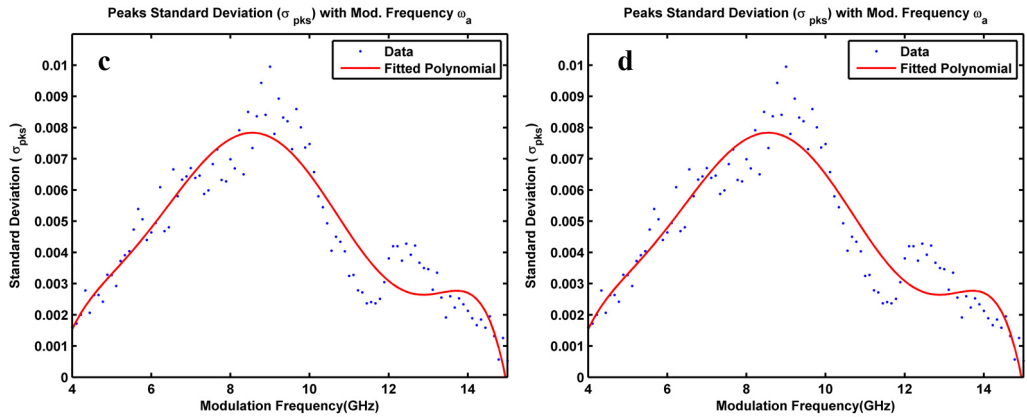 Peaks Standard Deviation (σ pks) with Mod. Frequency ω a
c
Data
Fitted Polynomial
0.01
0.009
0.008
0.007
0.006
0.005
0.004
0.003
0.002
0.001
0
Standard Deviation ( σ pks)
4 6 8 10 12 14
Modulation Frequency(GHz)
Peaks Standard Deviation (σ pks) with Mod. Frequency ω a
d
Data
Fitted Polynomial
0.01
0.009
0.008
0.007
0.006
0.005
0.004
0.003
0.002
0.001
0
Standard Deviation ( σ pks)
4 6 8 10 12 14
Modulation Frequency(GHz)